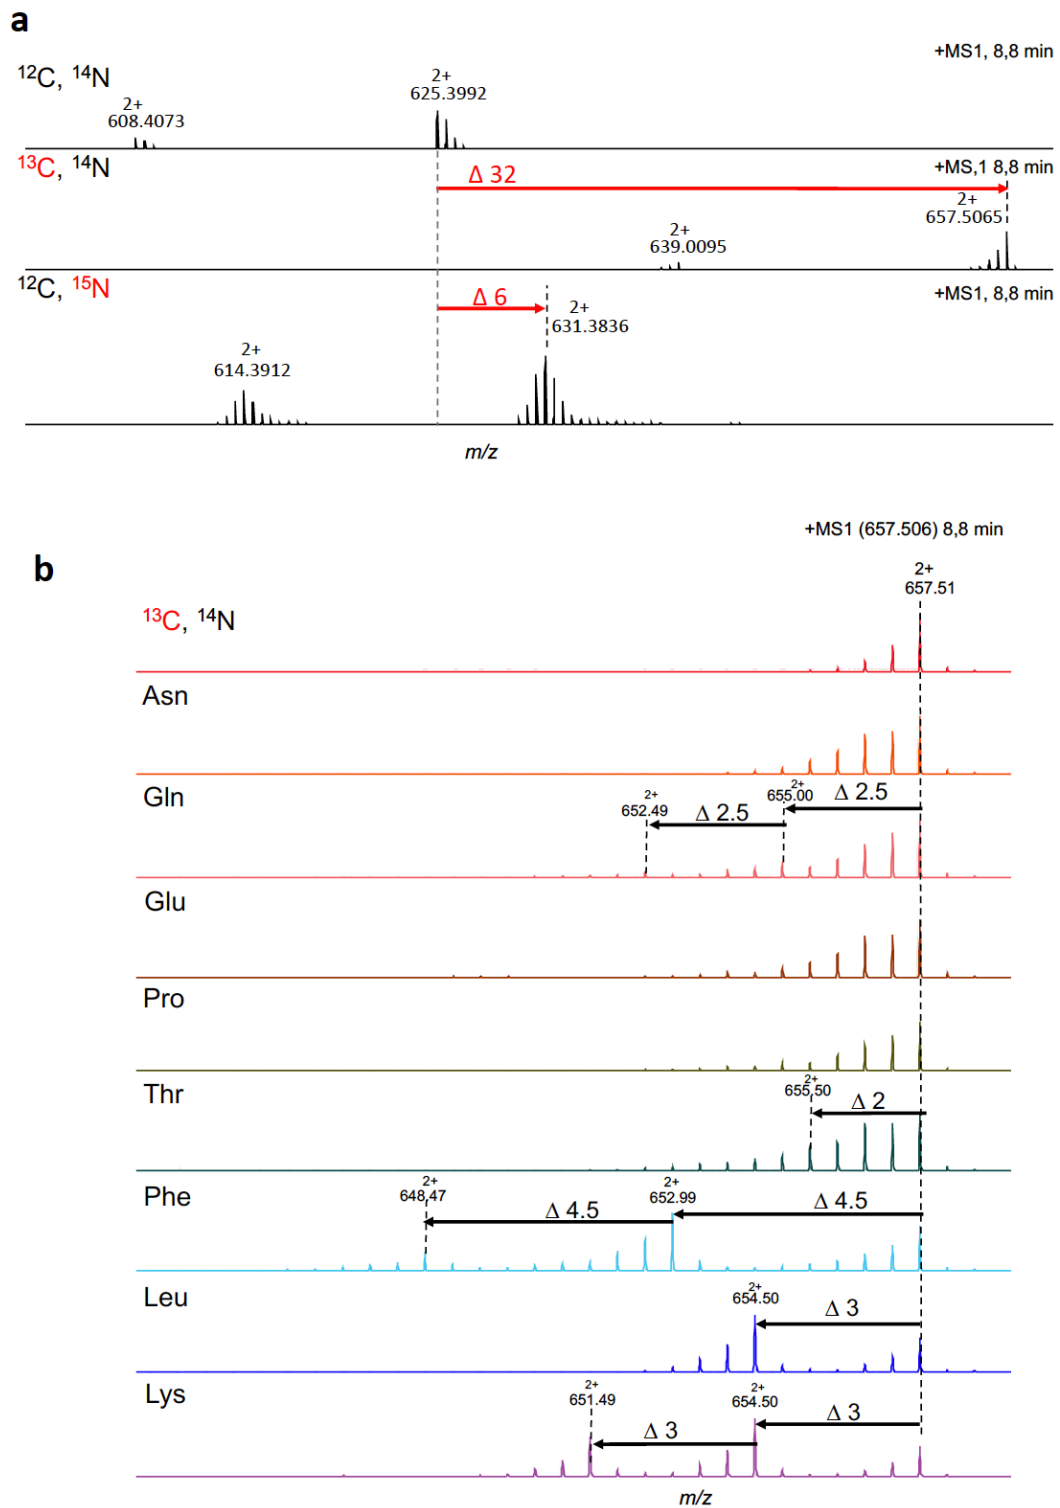 a
+MS1, 8,8 min
¹²C, ¹⁴N
2+
608.4073
2+
625.3992
¹³C, ¹⁴N
+MS,1 8,8 min
Δ 32
2+
657.5065
2+
639.0095
¹²C, ¹⁵N
+MS1, 8,8 min
Δ 6
2+
631.3836
2+
614.3912
m/z
+MS1 (657.506) 8,8 min
b
2+
657.51
¹³C, ¹⁴N
Asn
Gln
2+
652.49
2+
655.00
Δ 2.5
Δ 2.5
Glu
Pro
Thr
2+
655.50
Δ 2
Phe
2+
648.47
2+
652.99
Δ 4.5
Δ 4.5
Leu
2+
654.50
Δ 3
Lys
2+
651.49
2+
654.50
Δ 3
Δ 3
m/z